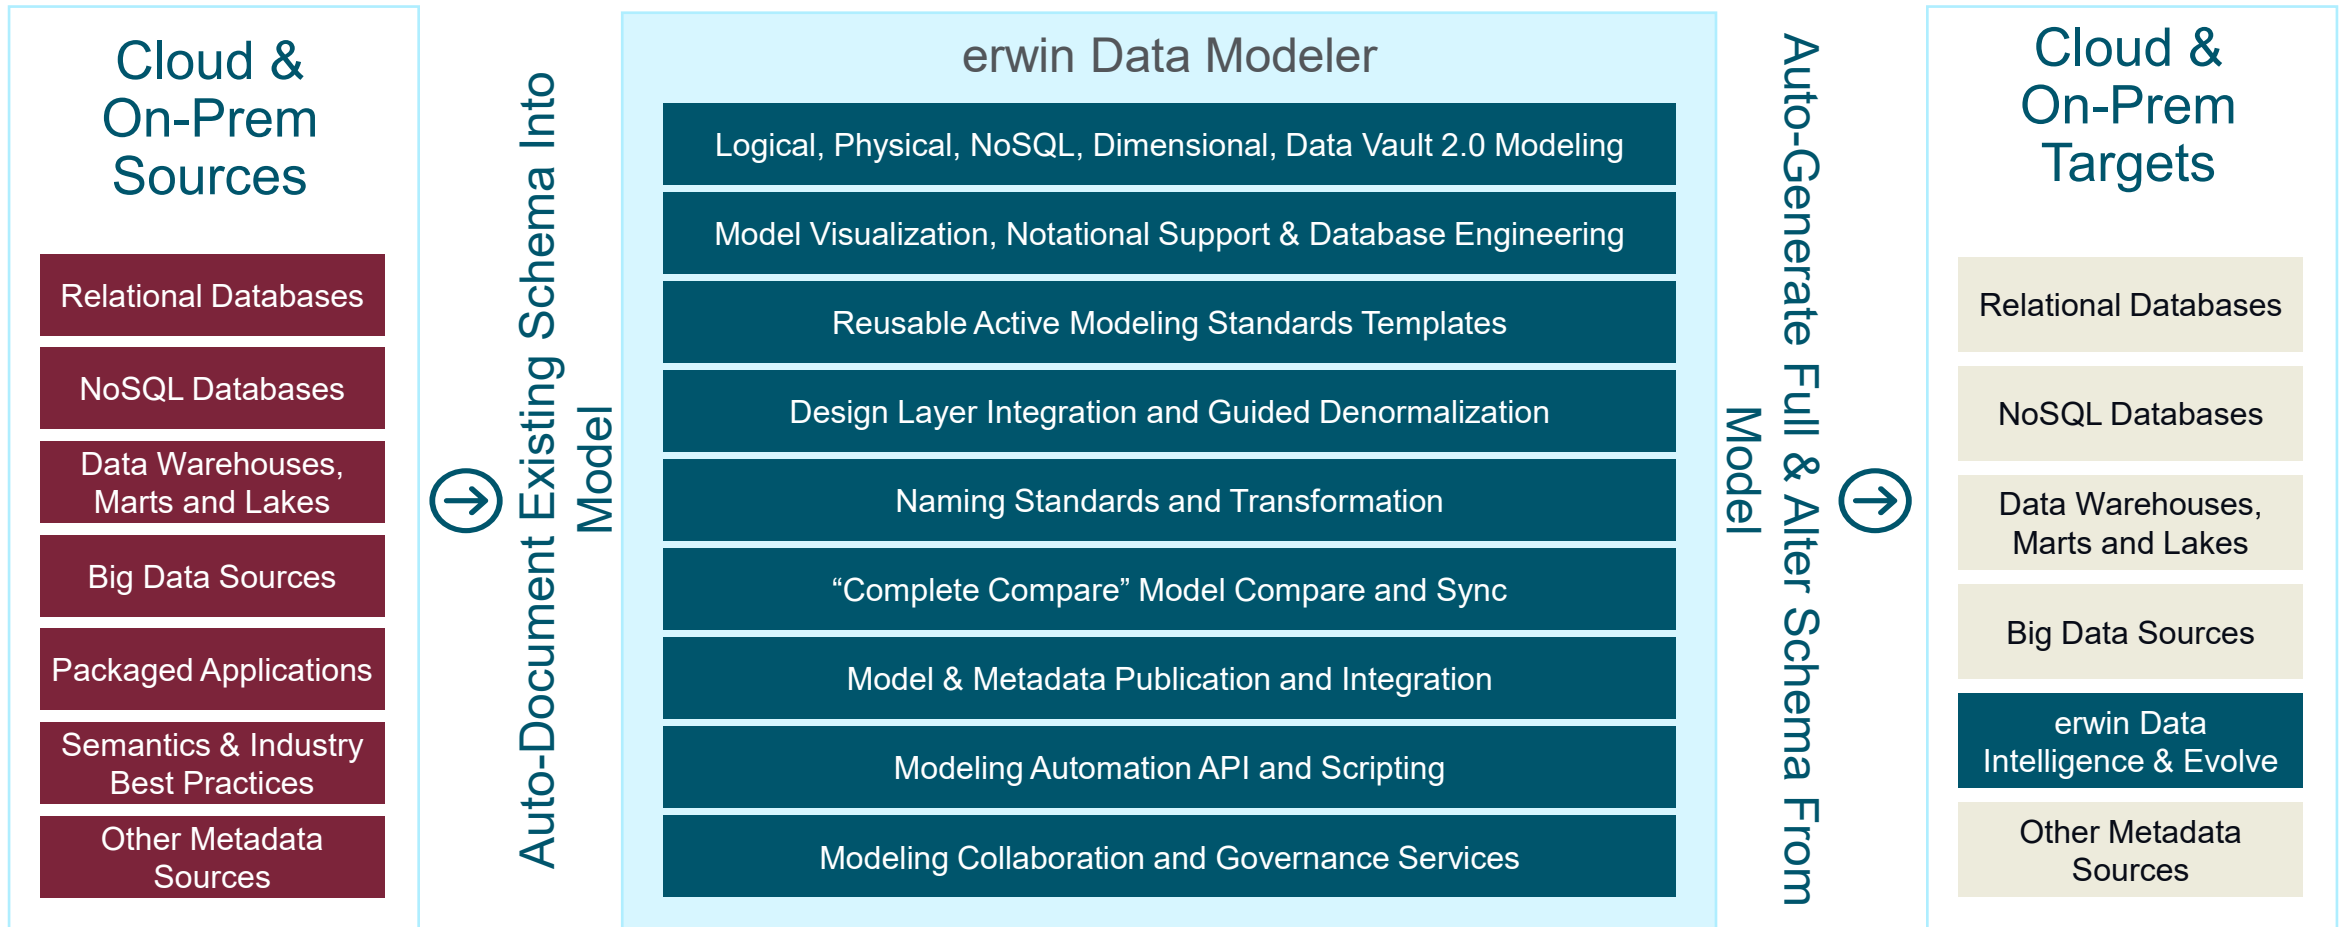 Cloud &
On-Prem
Sources
Relational Databases
NoSQL Databases
Data Warehouses,
Marts and Lakes
Big Data Sources
Packaged Applications
Semantics & Industry
Best Practices
Other Metadata
Sources
Auto-Document Existing Schema Into
Model
erwin Data Modeler
Logical, Physical, NoSQL, Dimensional, Data Vault 2.0 Modeling
Model Visualization, Notational Support & Database Engineering
Reusable Active Modeling Standards Templates
Design Layer Integration and Guided Denormalization
Naming Standards and Transformation
“Complete Compare” Model Compare and Sync
Model & Metadata Publication and Integration
Modeling Automation API and Scripting
Modeling Collaboration and Governance Services
Auto-Generate Full & Alter Schema From
Model
Cloud &
On-Prem
Targets
Relational Databases
NoSQL Databases
Data Warehouses,
Marts and Lakes
Big Data Sources
erwin Data
Intelligence & Evolve
Other Metadata
Sources